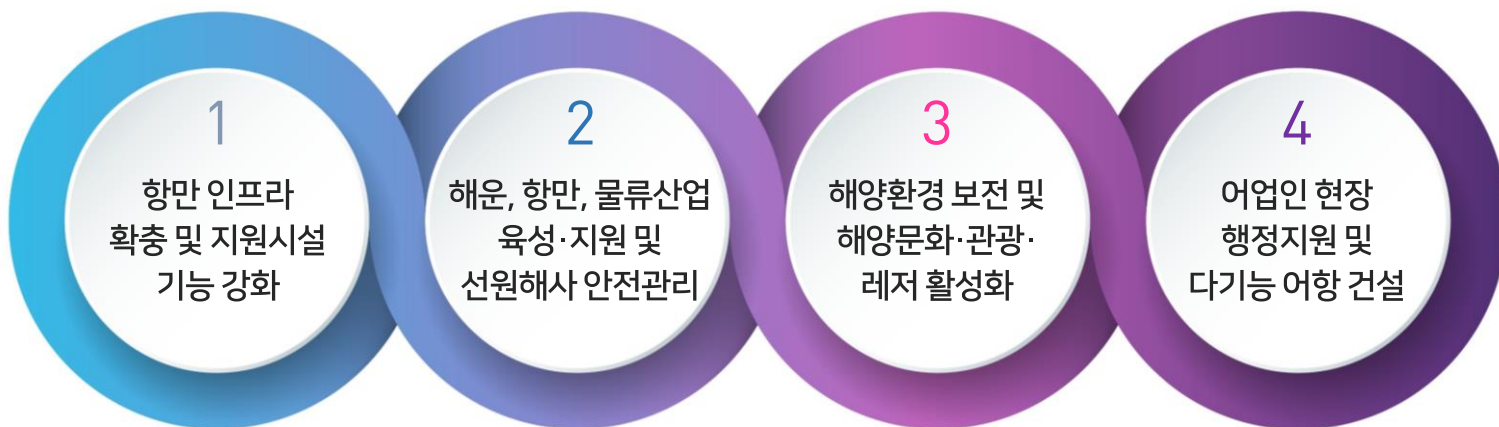 1
항만 인프라
확충 및 지원시설
기능 강화
2
해운, 항만, 물류산업
육성·지원 및
선원해사 안전관리
3
해양환경 보전 및
해양문화·관광·
레저 활성화
4
어업인 현장
행정지원 및
다기능 어항 건설